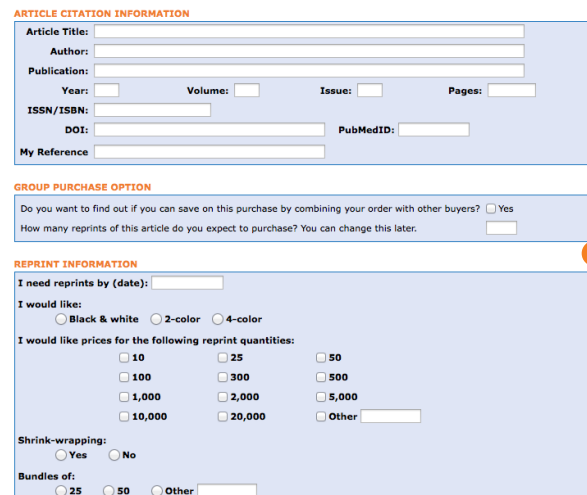 ARTICLE CITATION INFORMATION
Article Title:
Author:
Publication:
Year: Volume: Issue: Pages:
ISSN/ISBN:
DOI: PubMedID:
My Reference
GROUP PURCHASE OPTION
Do you want to find out if you can save on this purchase by combining your order with other buyers? Yes
How many reprints of this article do you expect to purchase? You can change this later.
REPRINT INFORMATION
I need reprints by (date):
I would like:
Black & white 2-color 4-color
I would like prices for the following reprint quantities:
10 25 50
100 300 500
1,000 2,000 5,000
10,000 20,000 Other
Shrink-wrapping:
Yes No
Bundles of:
25 50 Other